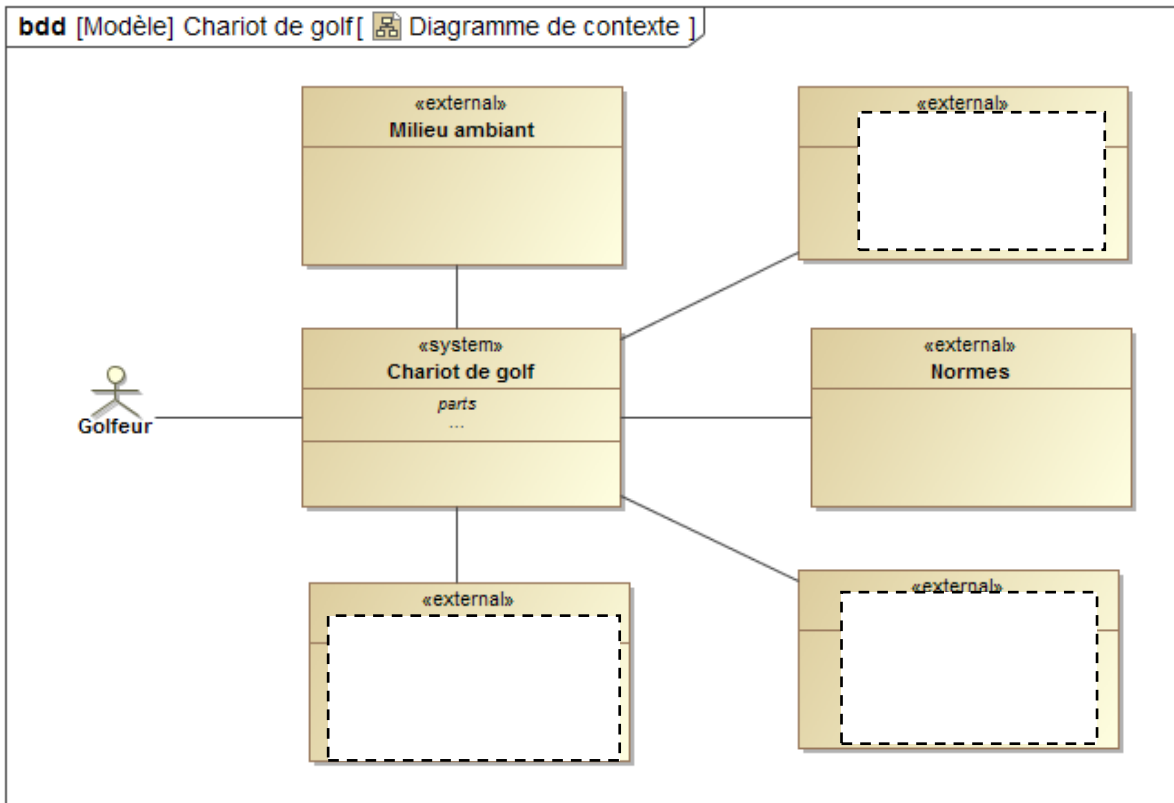 bdd [Modèle] Chariot de golf[ Diagramme de contexte ]
«external»
Milieu ambiant
«external»
«system»
Chariot de golf
parts
...
«external»
Normes
Golfeur
«external»
«external»